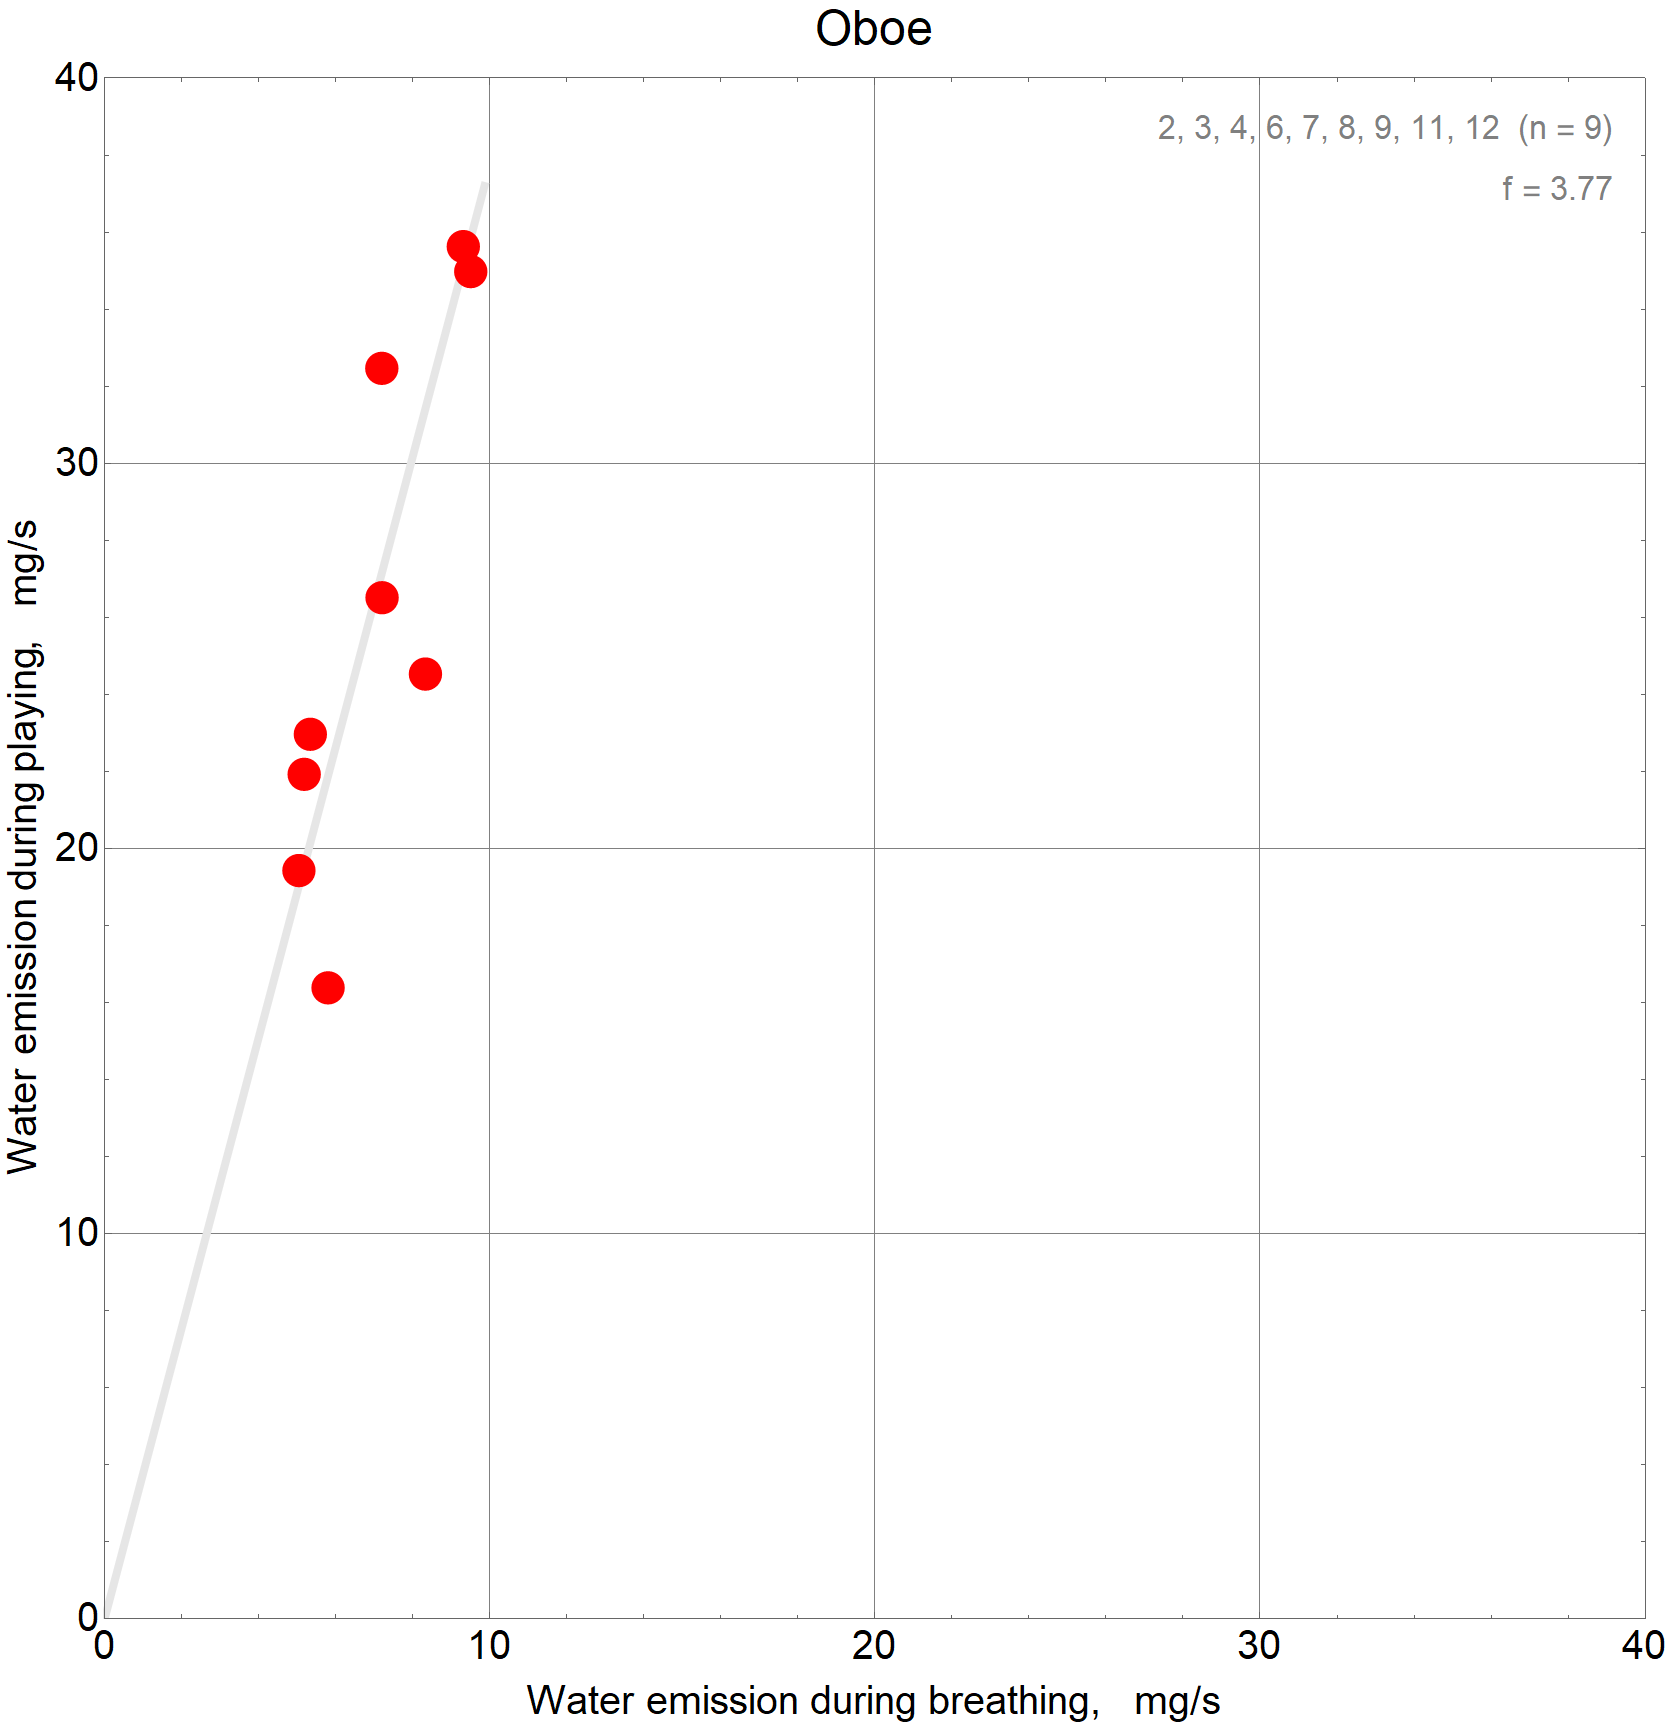 Oboe
40
2, 3, 4, 6, 7, 8, 9, 11, 12 (n = 9)
f = 3.77
30
20
10
0
0 10 20 30 40
Water emission during playing, mg/s
Water emission during breathing, mg/s